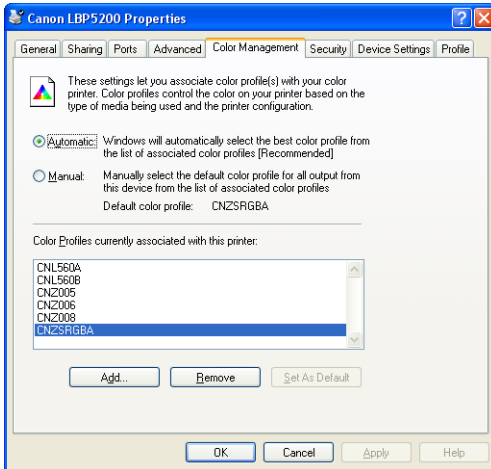 Canon LBP5200 Properties
General Sharing Ports Advanced Color Management Security Device Settings Profile
These settings let you associate color profile(s) with your color
printer. Color profiles control the color on your printer based on the
type of media being used and the printer configuration.
Automatic: Windows will automatically select the best color profile from
the list of associated color profiles [Recommended]
Manual: Manually select the default color profile for all output from
this device from the list of associated color profiles
Default color profile: CNZSRGBA
Color Profiles currently associated with this printer:
CNL560A
CNL560B
CNZ005
CNZ006
CNZ008
CNZSRGBA
Add... Remove Set As Default
OK Cancel Apply Help